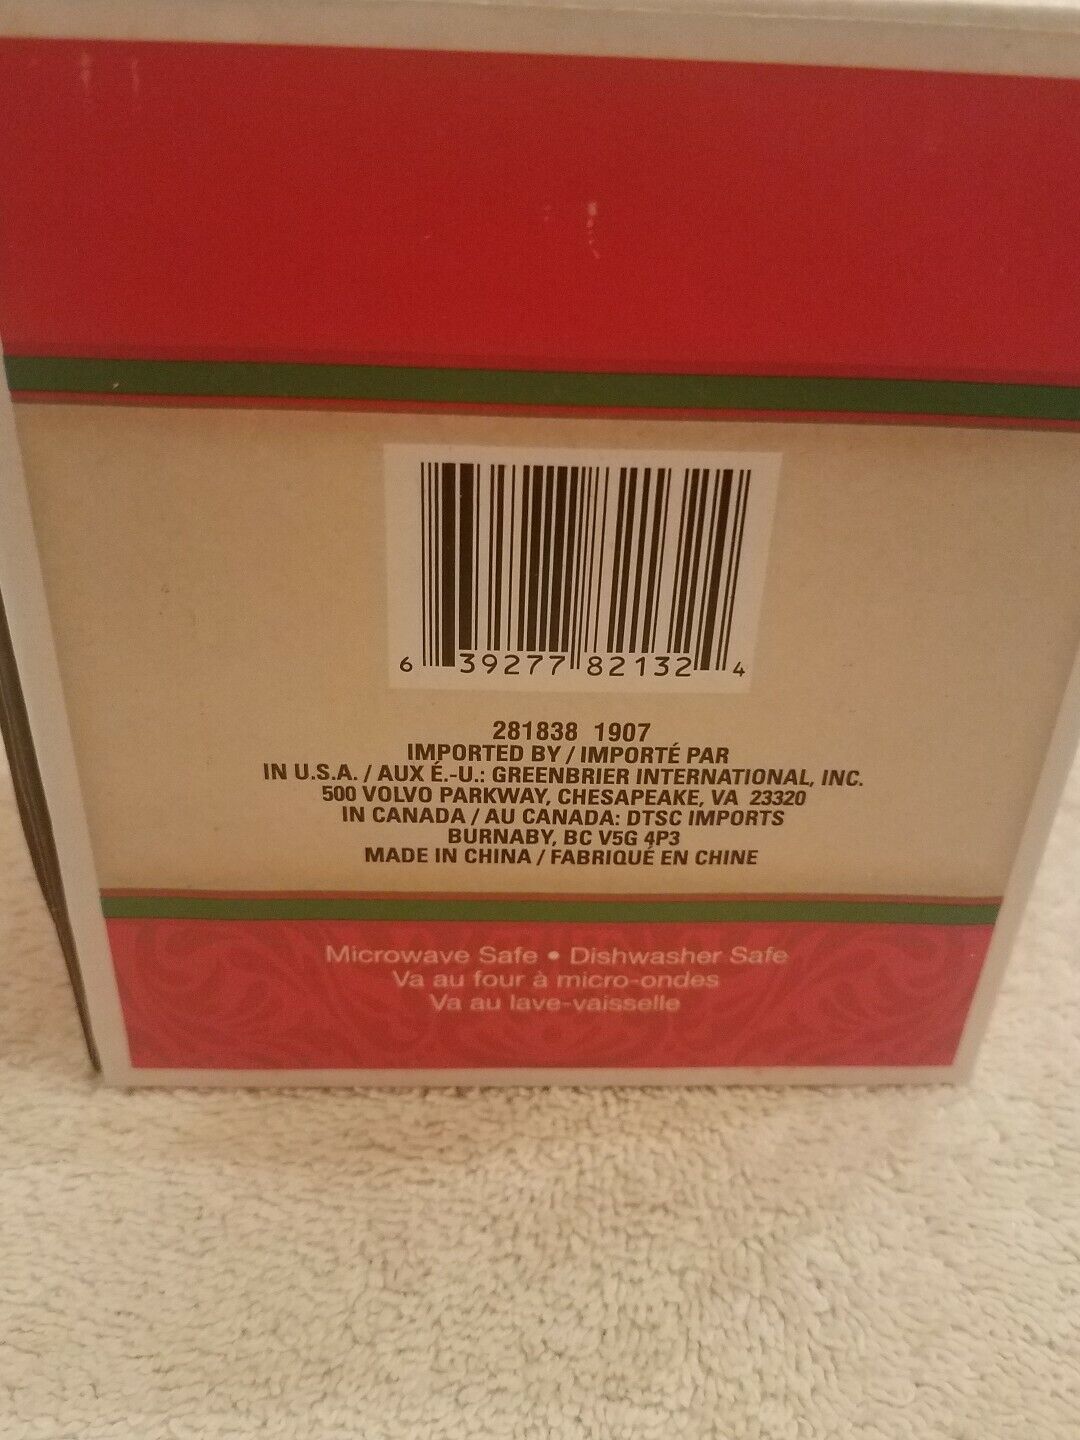 6 39277 82132 4
281838 1907
IMPORTED BY / IMPORTÉ PAR
IN U.S.A. / AUX É.-U.: GREENBRIER INTERNATIONAL, INC.
500 VOLVO PARKWAY, CHESAPEAKE, VA 23320
IN CANADA / AU CANADA: DTSC IMPORTS
BURNABY, BC V5G 4P3
MADE IN CHINA / FABRIQUÉ EN CHINE
Microwave Safe • Dishwasher Safe
Va au four à micro-ondes
Va au lave-vaisselle